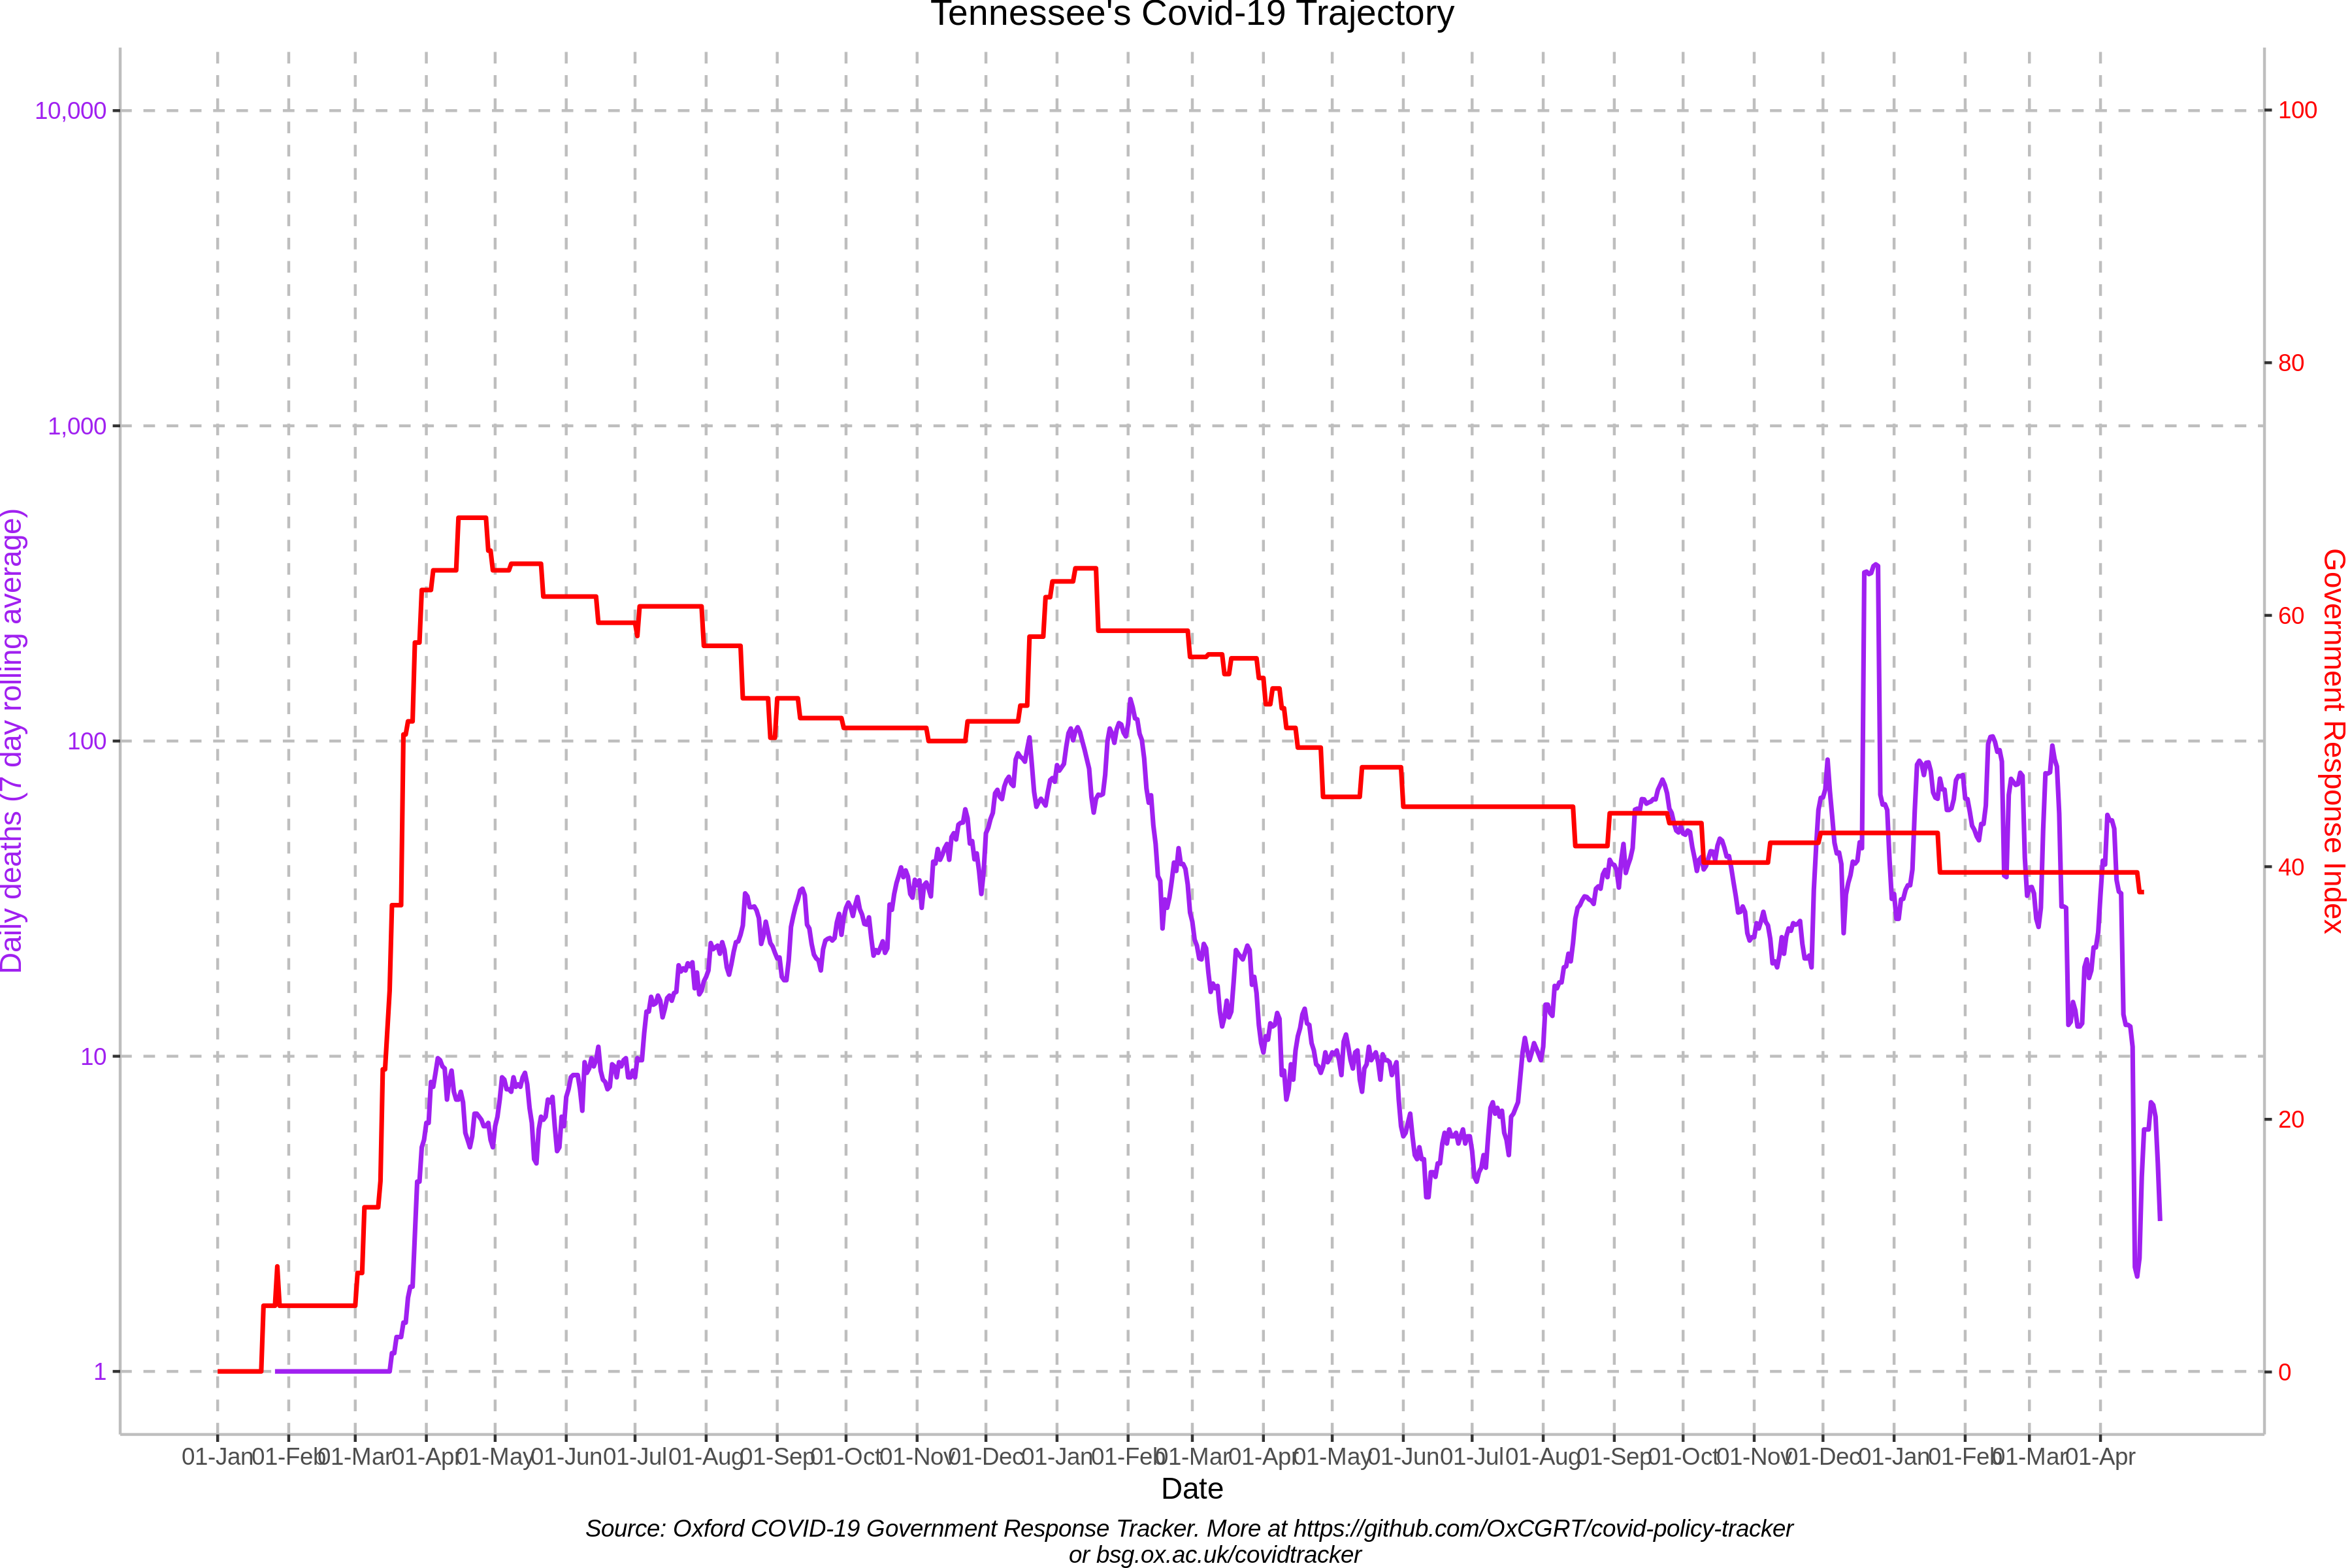 Tennessee's Covid-19 Trajectory
10,000
1,000
100
10
1
Daily deaths (7 day rolling average)
100
80
60
40
20
0
Government Response Index
01-Jan 01-Feb 01-Mar 01-Apr 01-May 01-Jun 01-Jul 01-Aug 01-Sep 01-Oct 01-Nov 01-Dec 01-Jan 01-Feb 01-Mar 01-Apr 01-May 01-Jun 01-Jul 01-Aug 01-Sep 01-Oct 01-Nov 01-Dec 01-Jan 01-Feb 01-Mar 01-Apr
Date
Source: Oxford COVID-19 Government Response Tracker. More at https://github.com/OxCGRT/covid-policy-tracker
or bsg.ox.ac.uk/covidtracker